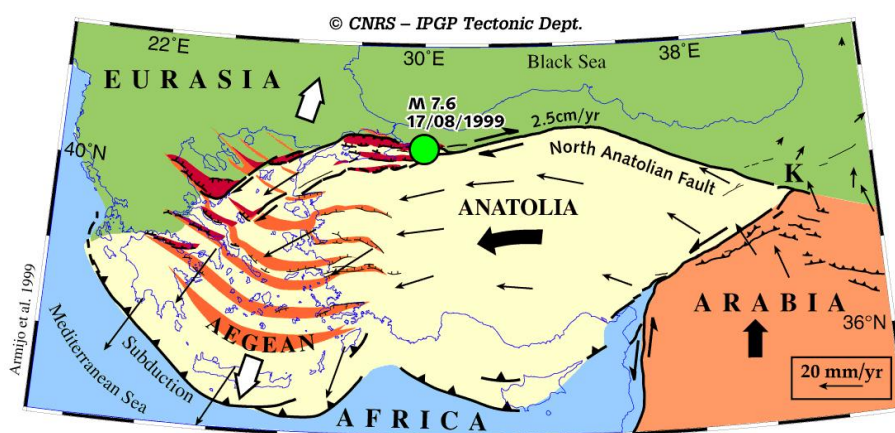 © CNRS – IPGP Tectonic Dept.
22°E
30°E
38°E
EURASIA
Black Sea
M 7.6
17/08/1999
2.5cm/yr
40°N
North Anatolian Fault
K
ANATOLIA
ARABIA
36°N
AEGEAN
Armijo et al. 1999
Mediterranean Sea
Subduction
AFRICA
20 mm/yr